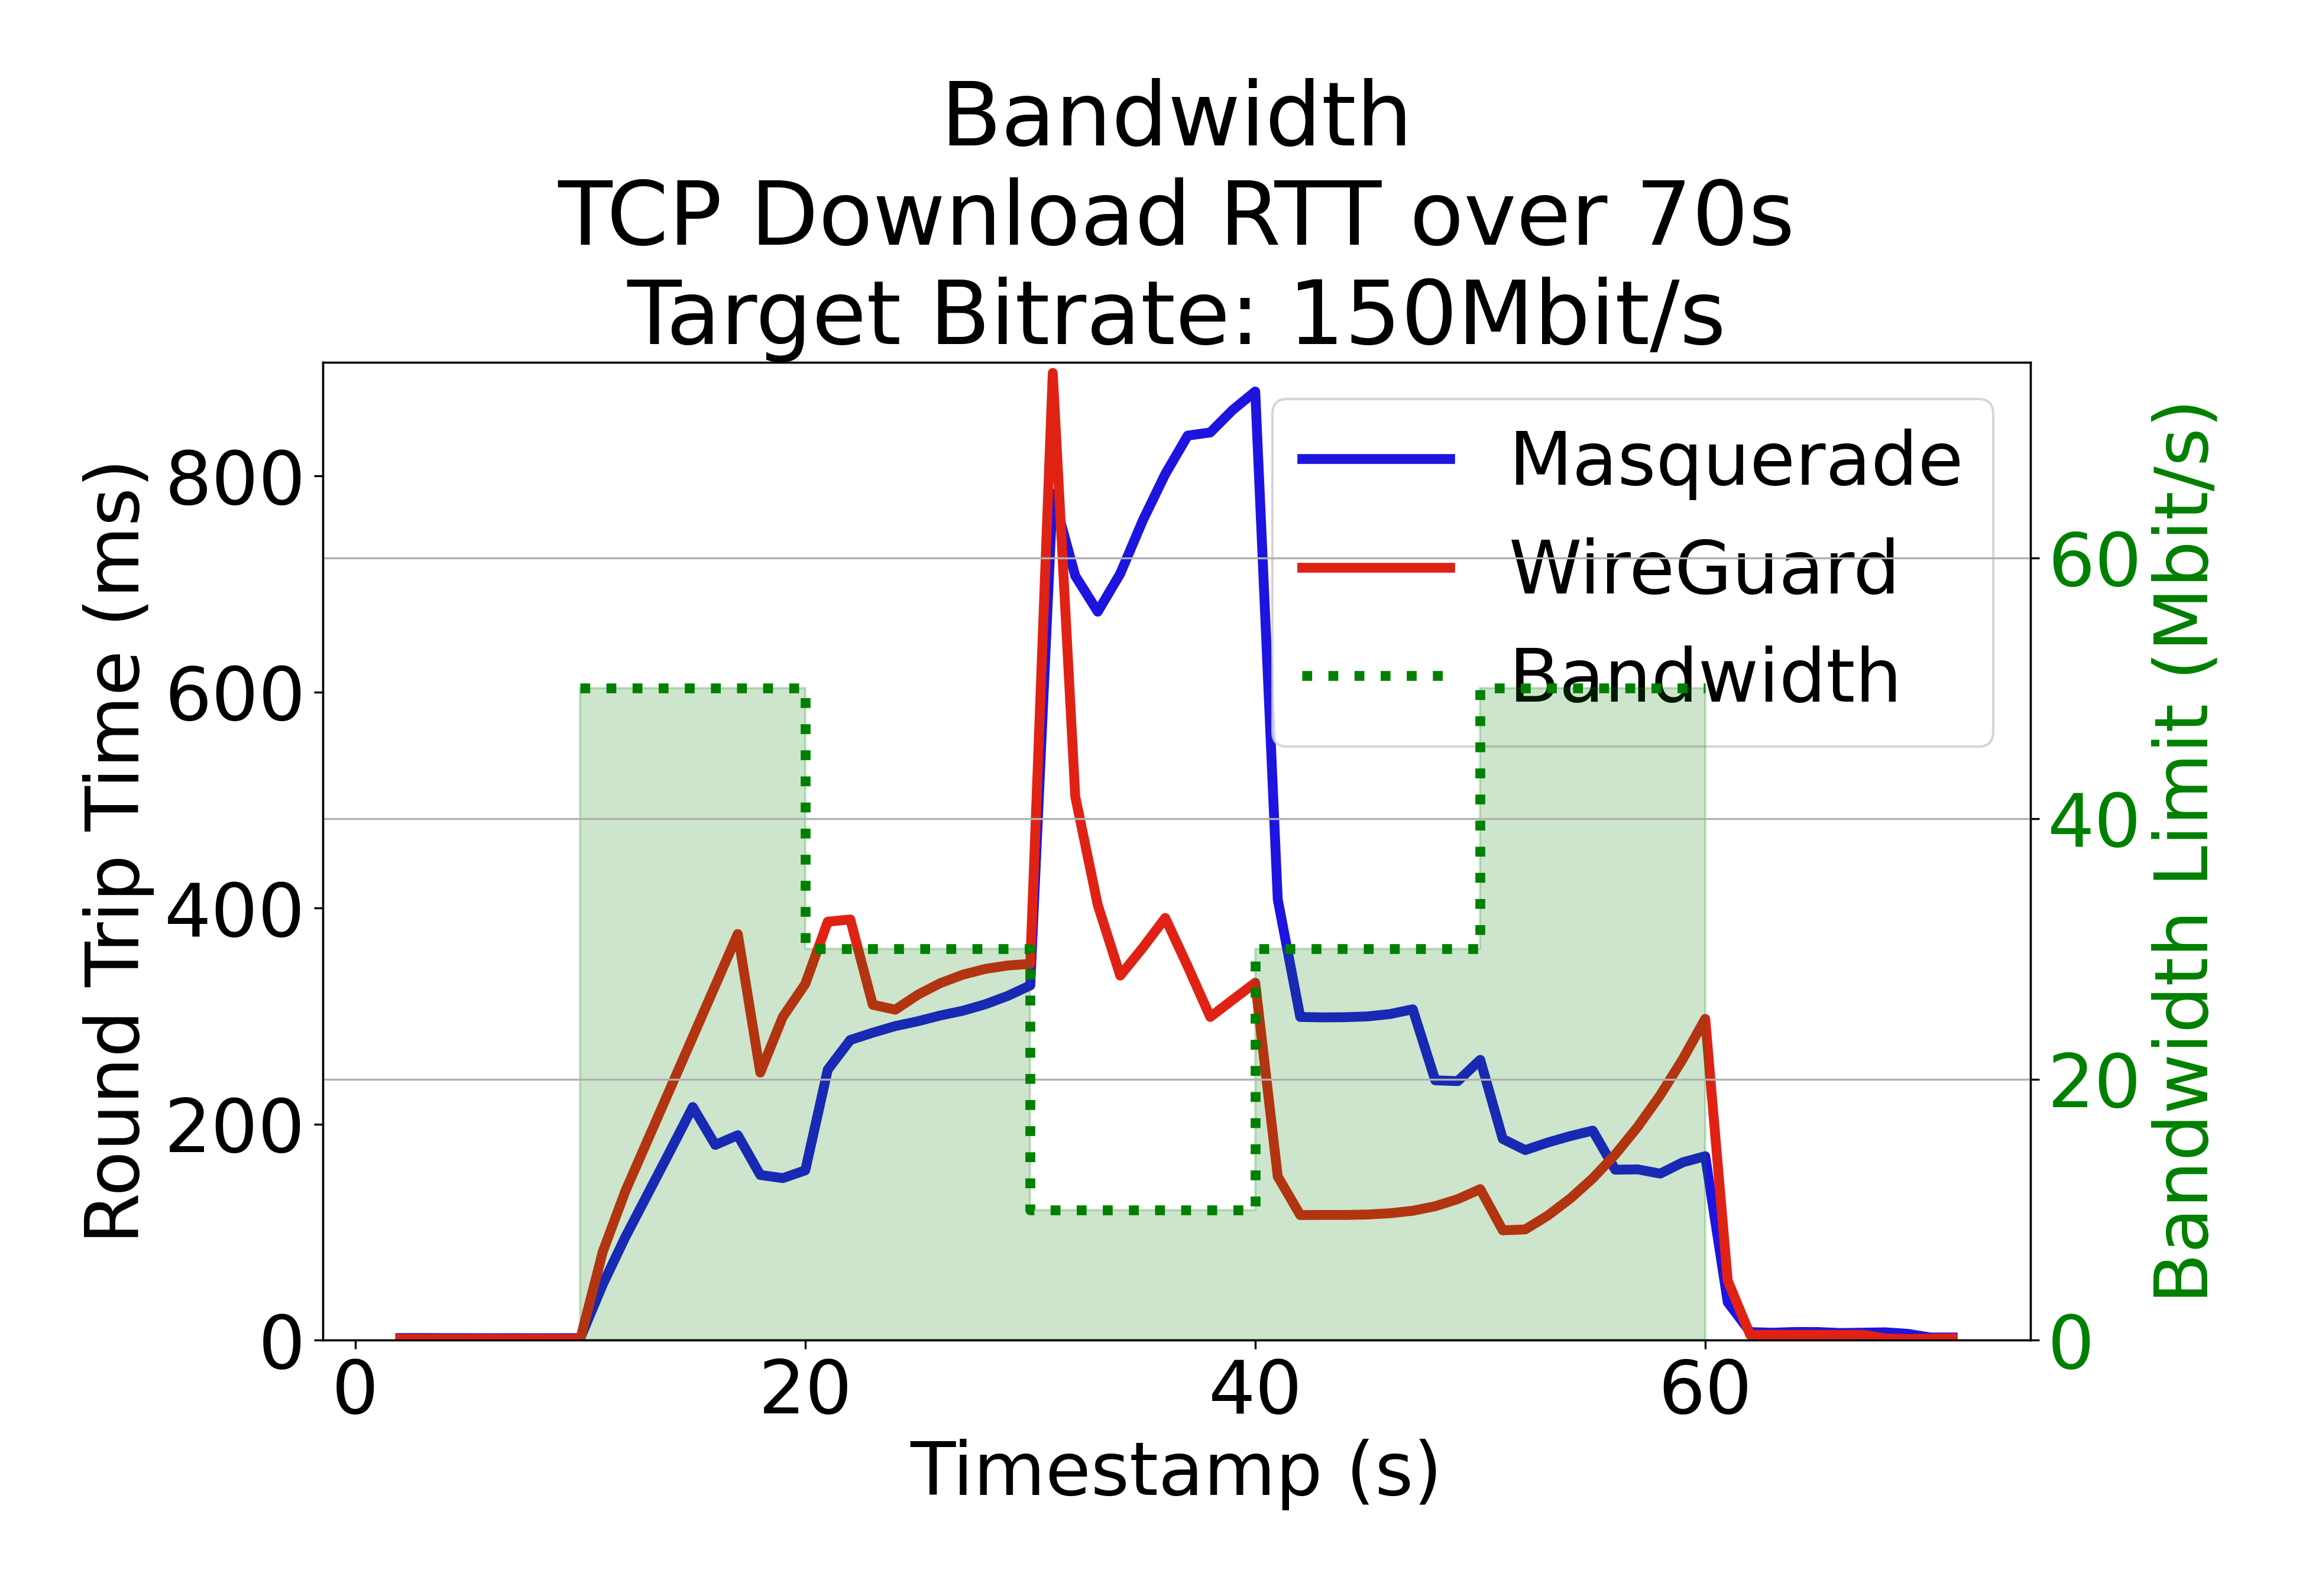 Bandwidth
TCP Download RTT over 70s
Target Bitrate: 150Mbit/s
Round Trip Time (ms)
800
600
400
200
0
Masquerade
WireGuard
Bandwidth
60
40
20
0
Bandwidth Limit (Mbit/s)
0
20
40
60
Timestamp (s)